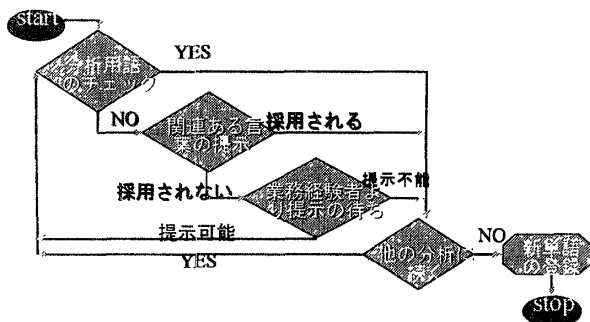 start
分析用語
のチェック
YES
NO
関連ある言
葉の提示
採用される
採用されない
業務経験者よ
り提示の待ち
提示不能
提示可能
YES
他の分析に
NO
新単語
の登録
stop